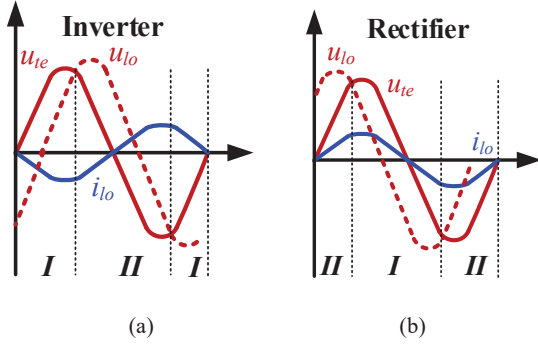 Inverter
u_te
u_lo
i_lo
I
II
I
(a)
Rectifier
u_lo
u_te
i_lo
II
I
II
(b)